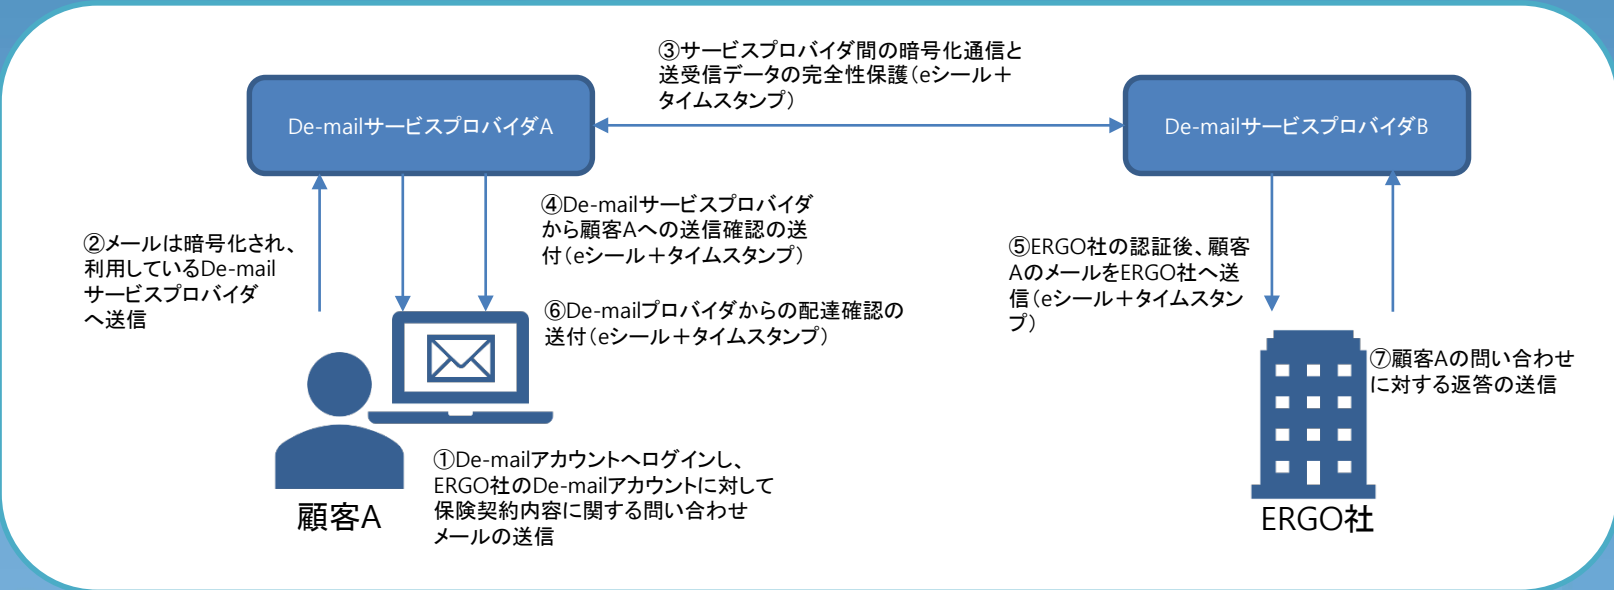 ③サービスプロバイダ間の暗号化通信と
送受信データの完全性保護（eシール＋
タイムスタンプ）
De-mailサービスプロバイダA
De-mailサービスプロバイダB
④De-mailサービスプロバイダ
から顧客Aへの送信確認の送
付（eシール＋タイムスタンプ）
②メールは暗号化され、
利用しているDe-mail
サービスプロバイダ
へ送信
⑤ERGO社の認証後、顧客
AのメールをERGO社へ送
信（eシール＋タイムスタン
プ）
⑥De-mailプロバイダからの配達確認の
送付（eシール＋タイムスタンプ）
⑦顧客Aの問い合わせ
に対する返答の送信
①De-mailアカウントへログインし、
ERGO社のDe-mailアカウントに対して
保険契約内容に関する問い合わせ
メールの送信
顧客A
ERGO社